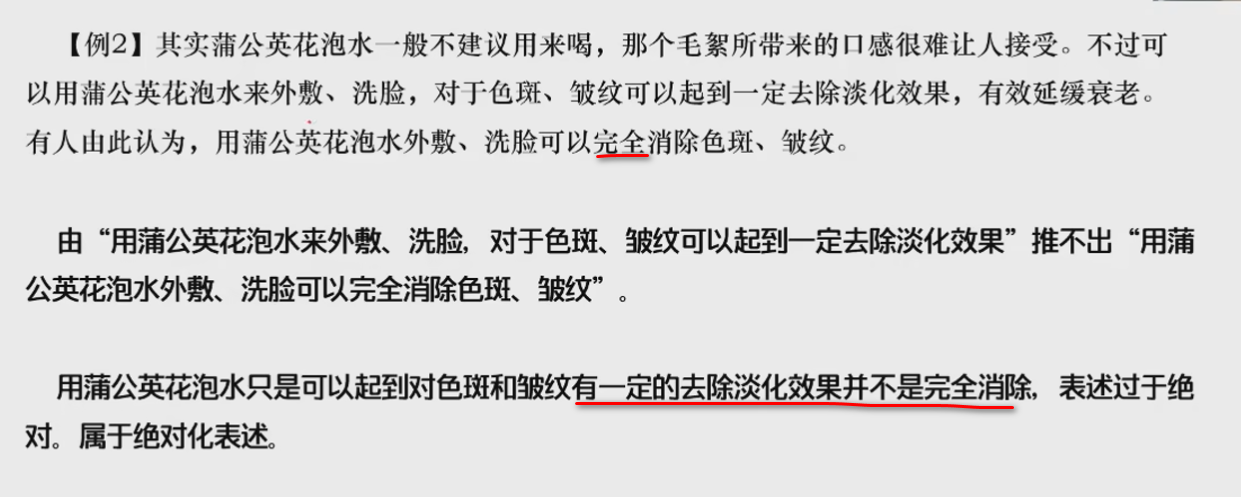 【例2】其实蒲公英花泡水一般不建议用来喝，那个毛絮所带来的口感很难让人接受。不过可
以用蒲公英花泡水来外敷、洗脸，对于色斑、皱纹可以起到一定去除淡化效果，有效延缓衰老。
有人由此认为，用蒲公英花泡水外敷、洗脸可以完全消除色斑、皱纹。
由“用蒲公英花泡水来外敷、洗脸，对于色斑、皱纹可以起到一定去除淡化效果”推不出“用蒲
公英花泡水外敷、洗脸可以完全消除色斑、皱纹”。
用蒲公英花泡水只是可以起到对色斑和皱纹有一定的去除淡化效果并不是完全消除，表述过于绝
对。属于绝对化表述。